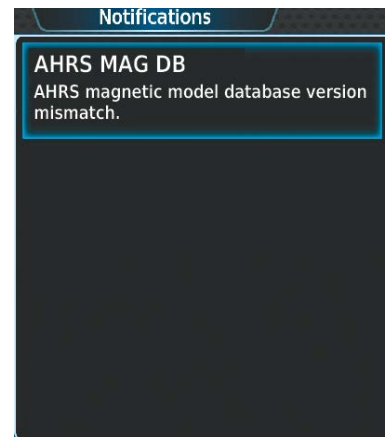 Notifications
AHRS MAG DB
AHRS magnetic model database version
mismatch.